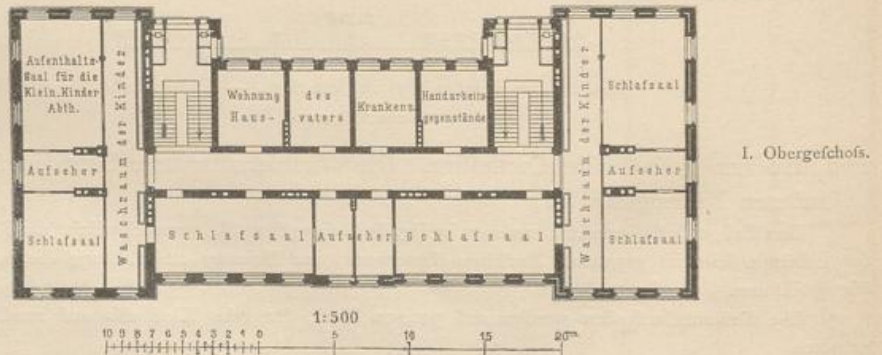 Aufenthalts-
saal für die
Klein. Kinder
Abth.
Waschraum der Kinder
Wohnung
Haus-
des
vaters
Krankenz.
Handarbeits-
gegenstände
Waschraum der Kinder
Schlafsaal
Aufseher
Aufseher
Schlafsaal
Schlafsaal
Aufseher
Schlafsaal
Schlafsaal
I. Obergeſchoſs.
1:500
10 9 8 7 6 5 4 3 2 1 0 5 10 15 20m.